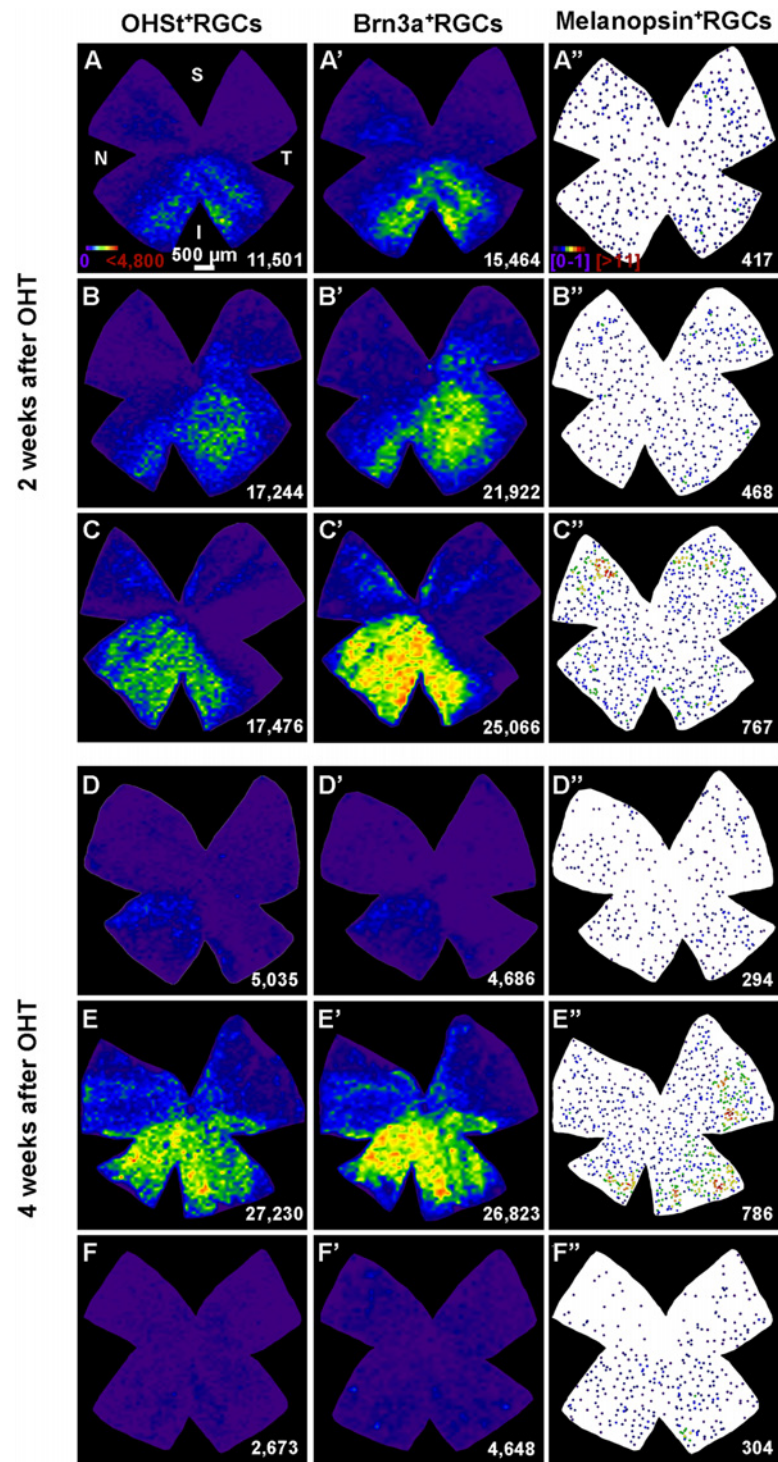 OHSt+RGCs Brn3a+RGCs Melanopsin+RGCs
A S N T I 0 <4,800 500 µm 11,501
A' 15,464
A" [0-1] [>11] 417
2 weeks after OHT
B 17,244
B' 21,922
B" 468
C 17,476
C' 25,066
C" 767
4 weeks after OHT
D 5,035
D' 4,686
D" 294
E 27,230
E' 26,823
E" 786
F 2,673
F' 4,648
F" 304